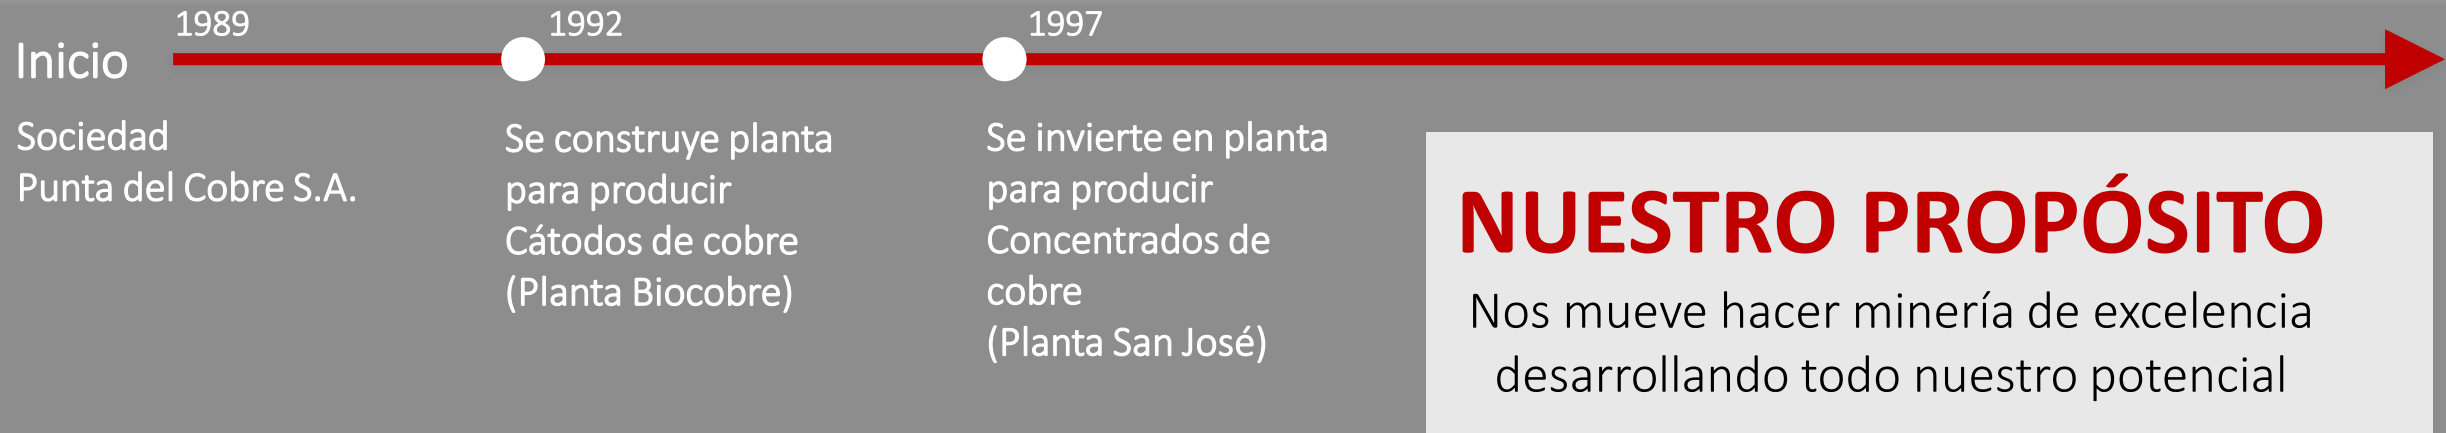 1989
1992
1997
Inicio
Sociedad
Punta del Cobre S.A.
Se construye planta
para producir
Cátodos de cobre
(Planta Biocobre)
Se invierte en planta
para producir
Concentrados de
cobre
(Planta San José)
NUESTRO PROPÓSITO
Nos mueve hacer minería de excelencia
desarrollando todo nuestro potencial